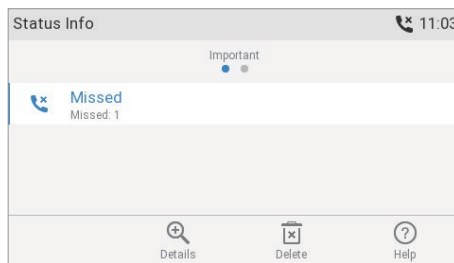 Status Info 11:03
Important
Missed
Missed: 1
Details Delete Help